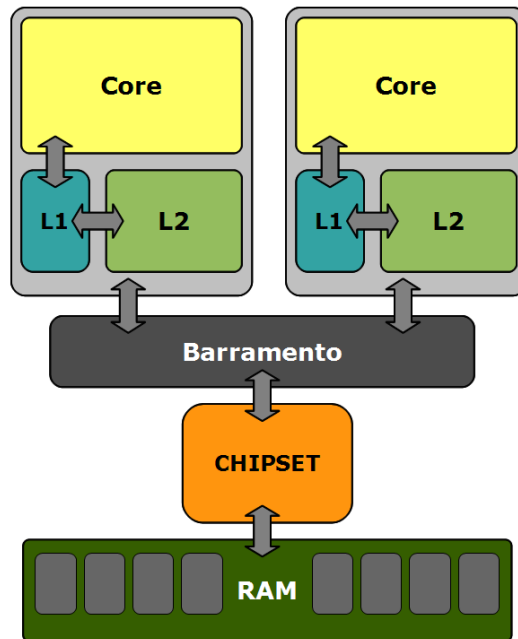 Core
Core
L1
L2
L1
L2
Barramento
CHIPSET
RAM